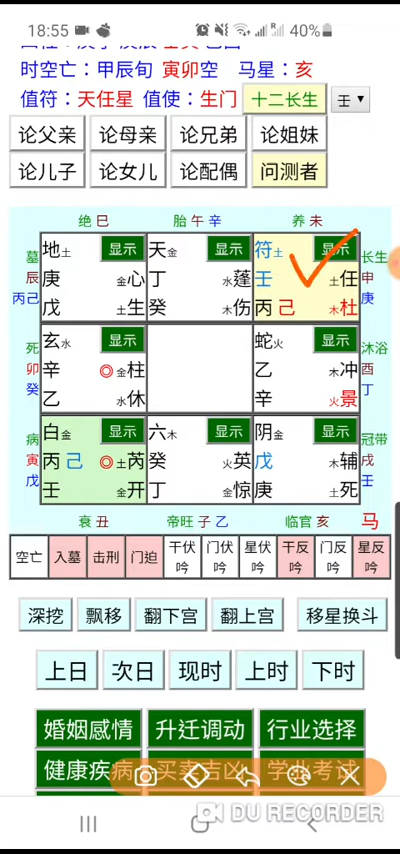 18:55 40%
时空亡：甲辰旬 寅卯空 马星：亥
值符：天任星 值使：生门 十二长生 壬
论父亲 论母亲 论兄弟 论姐妹
论儿子 论女儿 论配偶 问测者
绝 巳 胎 午 辛 养 未
墓 辰 丙己
地土 显示
庚 金心
戊 土生
天金 显示
丁 水蓬
癸 木伤
符土 显示
壬 土任
丙 己 木杜
长生 申 庚
死 卯 癸
玄水 显示
辛 金柱
乙 水休
蛇火 显示
乙 木冲
辛 火景
沐浴 酉 丁
病 寅 戊
白金 显示
丙 己 土芮
壬 金开
六木 显示
癸 火英
丁 金惊
阴金 显示
戊 木辅
庚 土死
冠带 戌 壬
衰 丑 帝旺 子 乙 临官 亥 马
空亡 入墓 击刑 门迫 干伏吟 门伏吟 星伏吟 干反吟 门反吟 星反吟
深挖 飘移 翻下宫 翻上宫 移星换斗
上日 次日 现时 上时 下时
婚姻感情 升迁调动 行业选择
健康疾病 买卖吉凶 学业考试
DU RECORDER